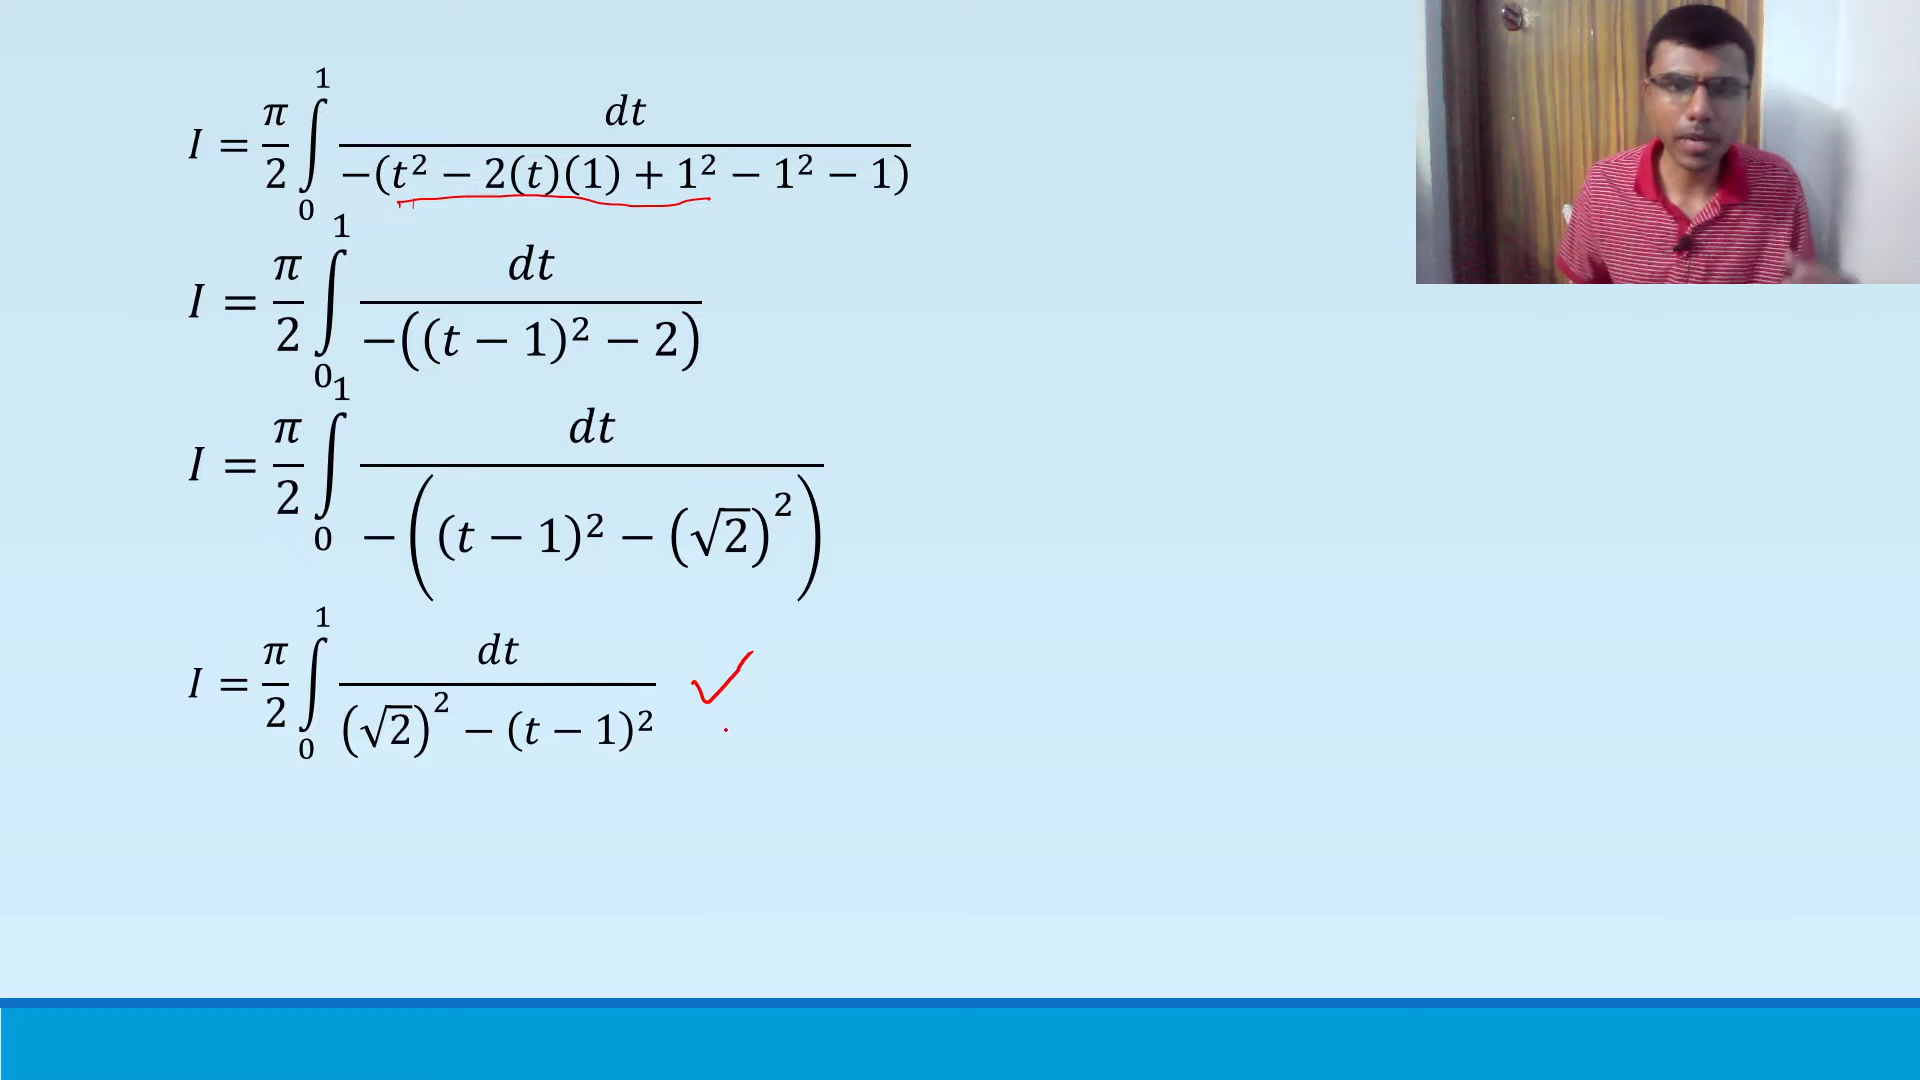 I = π/2 ∫₀¹ dt / −(t² − 2(t)(1) + 1² − 1² − 1)
I = π/2 ∫₀¹ dt / −((t − 1)² − 2)
I = π/2 ∫₀¹ dt / −((t − 1)² − (√2)²)
I = π/2 ∫₀¹ dt / (√2)² − (t − 1)²